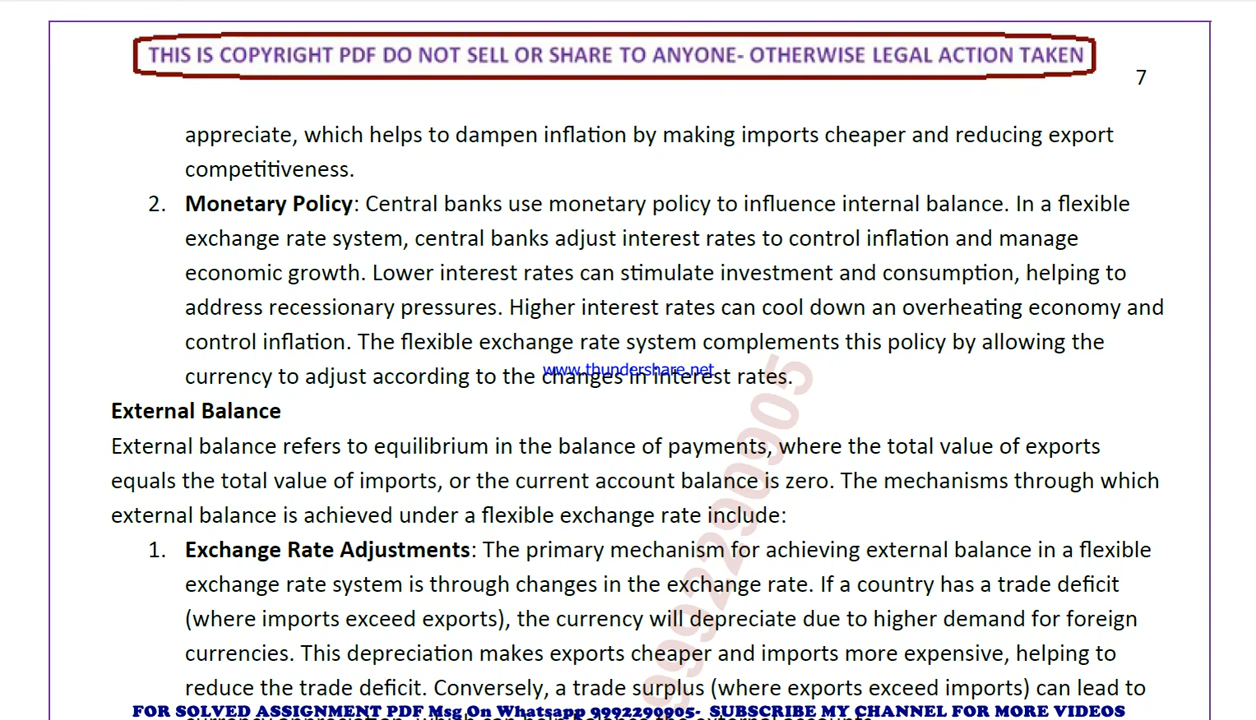 THIS IS COPYRIGHT PDF DO NOT SELL OR SHARE TO ANYONE- OTHERWISE LEGAL ACTION TAKEN
7
appreciate, which helps to dampen inflation by making imports cheaper and reducing export
competitiveness.
2. Monetary Policy: Central banks use monetary policy to influence internal balance. In a flexible
exchange rate system, central banks adjust interest rates to control inflation and manage
economic growth. Lower interest rates can stimulate investment and consumption, helping to
address recessionary pressures. Higher interest rates can cool down an overheating economy and
control inflation. The flexible exchange rate system complements this policy by allowing the
www.thundershare.net
currency to adjust according to the changes in interest rates.
External Balance
External balance refers to equilibrium in the balance of payments, where the total value of exports
equals the total value of imports, or the current account balance is zero. The mechanisms through which
external balance is achieved under a flexible exchange rate include:
1. Exchange Rate Adjustments: The primary mechanism for achieving external balance in a flexible
exchange rate system is through changes in the exchange rate. If a country has a trade deficit
(where imports exceed exports), the currency will depreciate due to higher demand for foreign
currencies. This depreciation makes exports cheaper and imports more expensive, helping to
reduce the trade deficit. Conversely, a trade surplus (where exports exceed imports) can lead to
9992290905
FOR SOLVED ASSIGNMENT PDF Msg On Whatsapp 9992299905- SUBSCRIBE MY CHANNEL FOR MORE VIDEOS